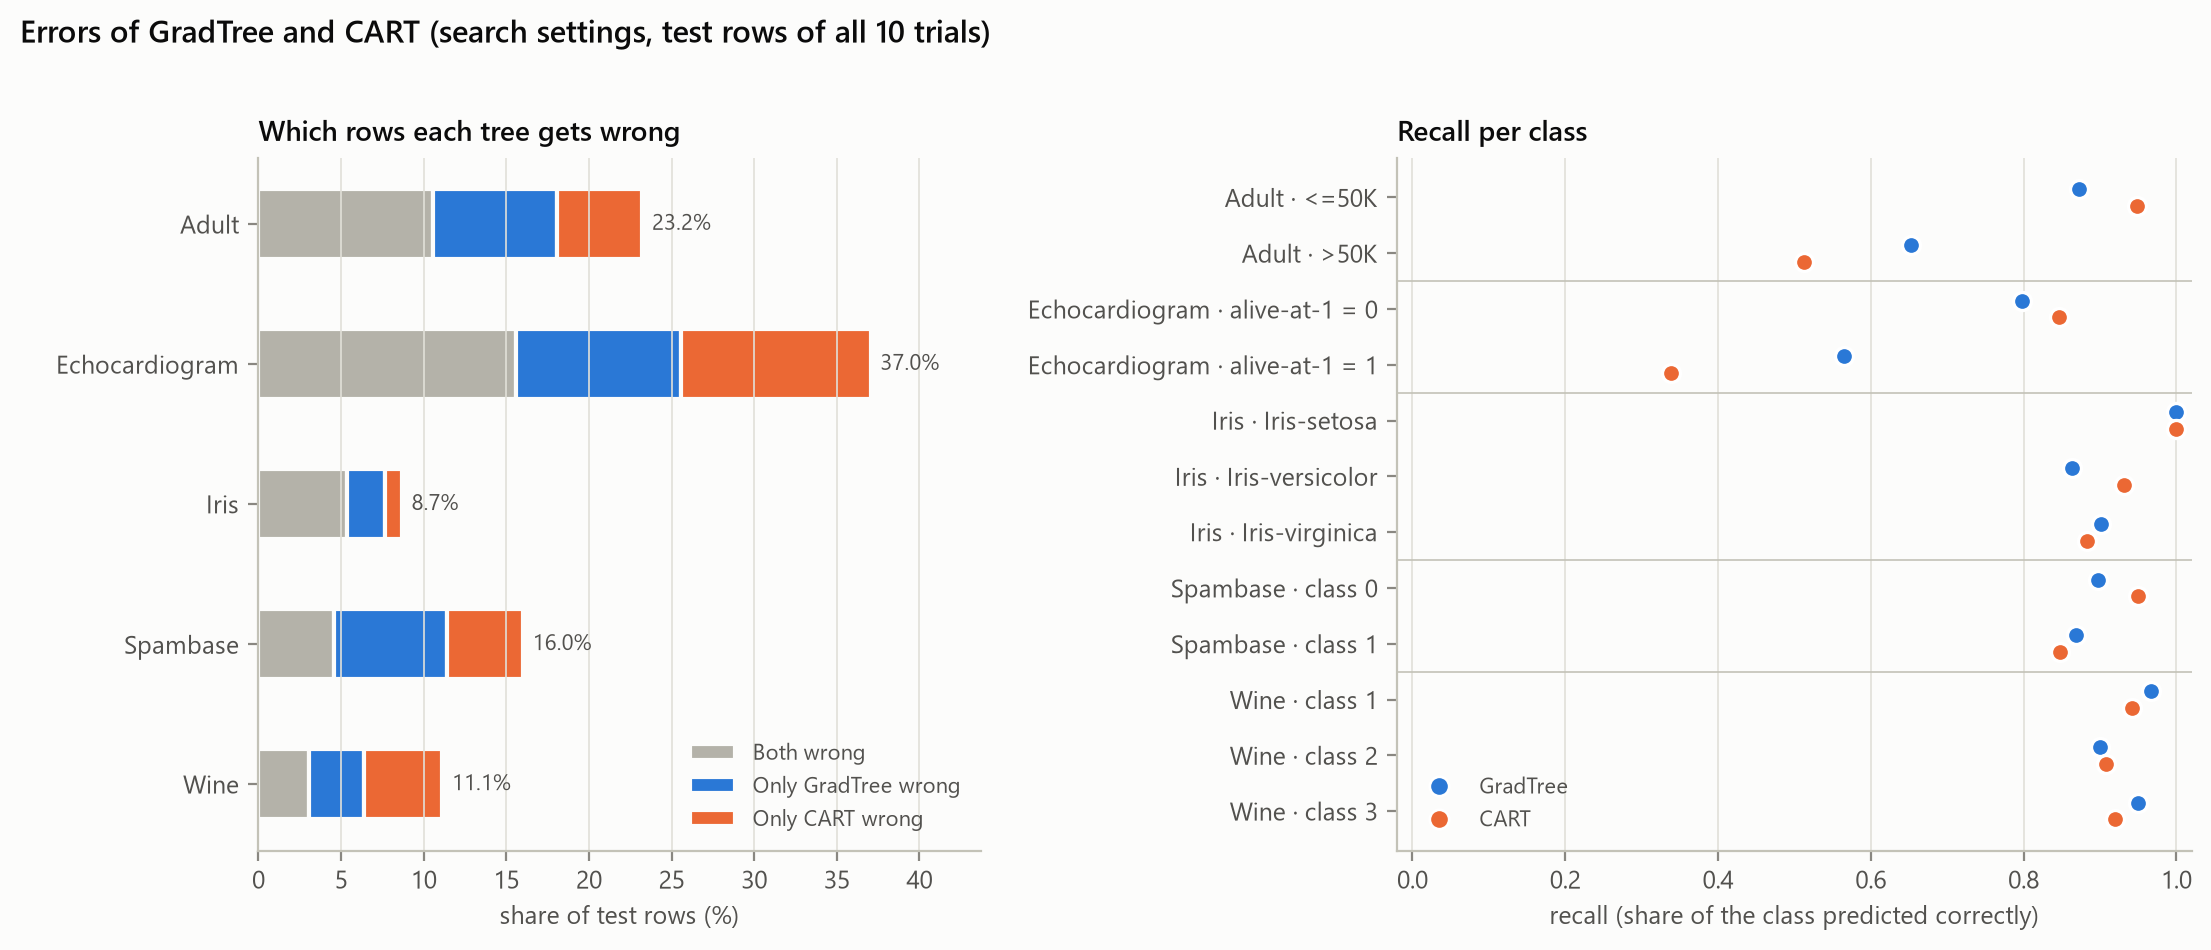 Errors of GradTree and CART (search settings, test rows of all 10 trials)
Which rows each tree gets wrong
Adult
23.2%
Echocardiogram
37.0%
Iris
8.7%
Spambase
16.0%
Wine
11.1%
Both wrong
Only GradTree wrong
Only CART wrong
0 5 10 15 20 25 30 35 40
share of test rows (%)
Recall per class
Adult · <=50K
Adult · >50K
Echocardiogram · alive-at-1 = 0
Echocardiogram · alive-at-1 = 1
Iris · Iris-setosa
Iris · Iris-versicolor
Iris · Iris-virginica
Spambase · class 0
Spambase · class 1
Wine · class 1
Wine · class 2
Wine · class 3
GradTree
CART
0.0 0.2 0.4 0.6 0.8 1.0
recall (share of the class predicted correctly)